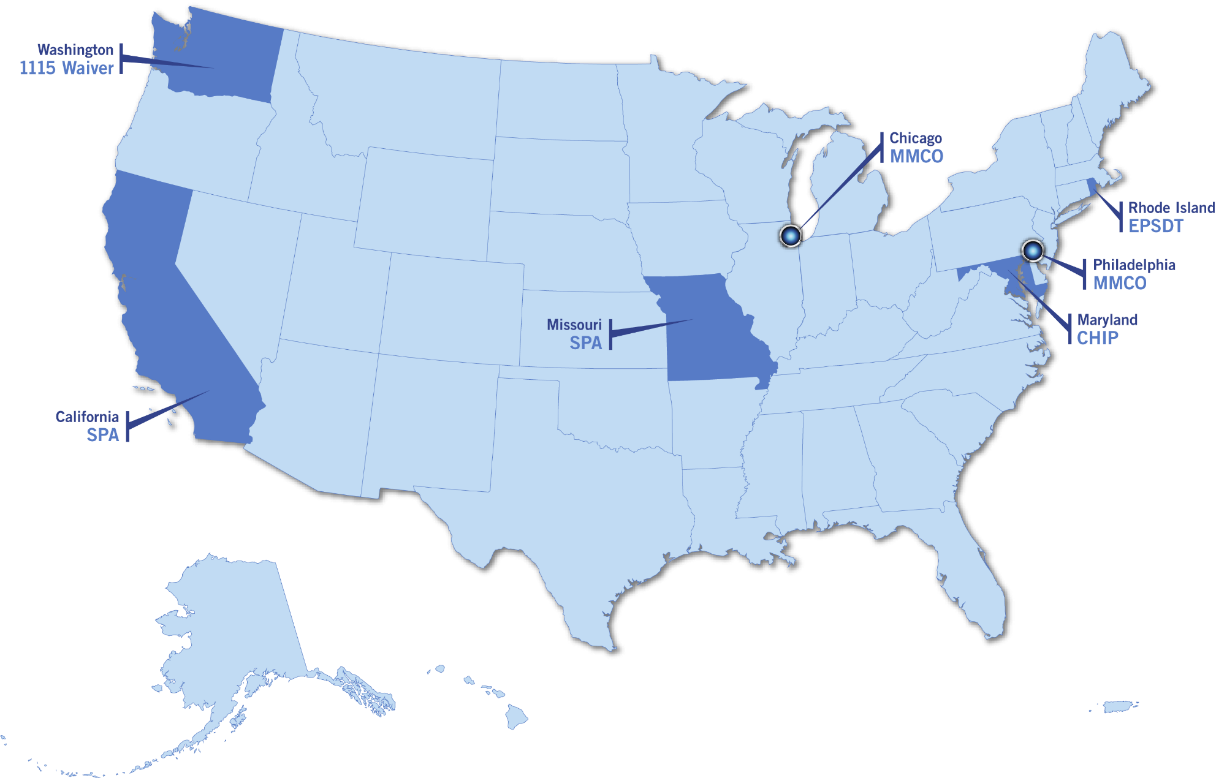 Washington
1115 Waiver
Chicago
MMCO
Rhode Island
EPSDT
Philadelphia
MMCO
Maryland
CHIP
Missouri
SPA
California
SPA